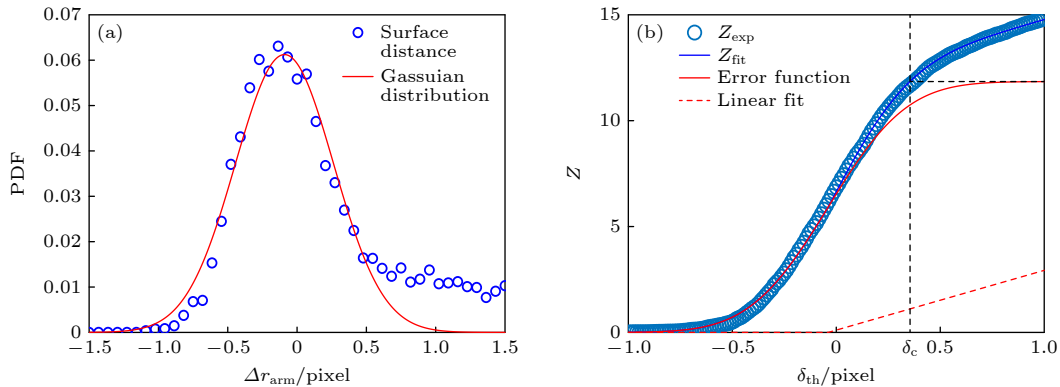 (a)
Surface
distance
Gassuian
distribution
PDF
0.07
0.06
0.05
0.04
0.03
0.02
0.01
0
−1.5 −1.0 −0.5 0 0.5 1.0 1.5
Δr_arm/pixel
(b)
Z_exp
Z_fit
Error function
Linear fit
Z
15
10
5
0
−1.0 −0.5 0 δ_c 0.5 1.0
δ_th/pixel